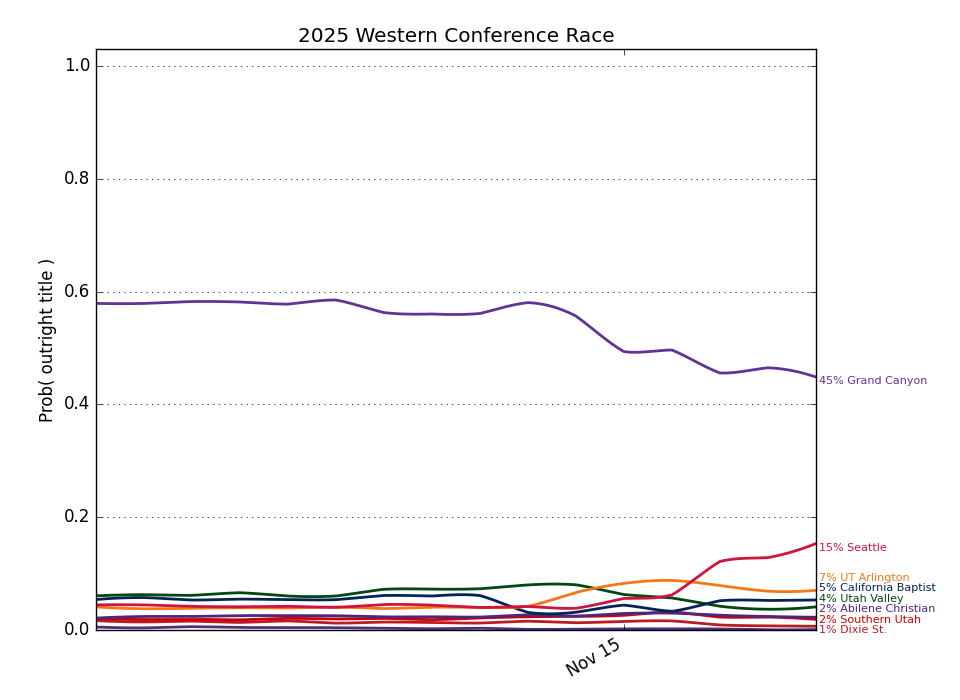 2025 Western Conference Race
1.0
0.8
0.6
0.4
0.2
0.0
Prob( outright title )
Nov 15
45% Grand Canyon
15% Seattle
7% UT Arlington
5% California Baptist
4% Utah Valley
2% Abilene Christian
2% Southern Utah
1% Dixie St.